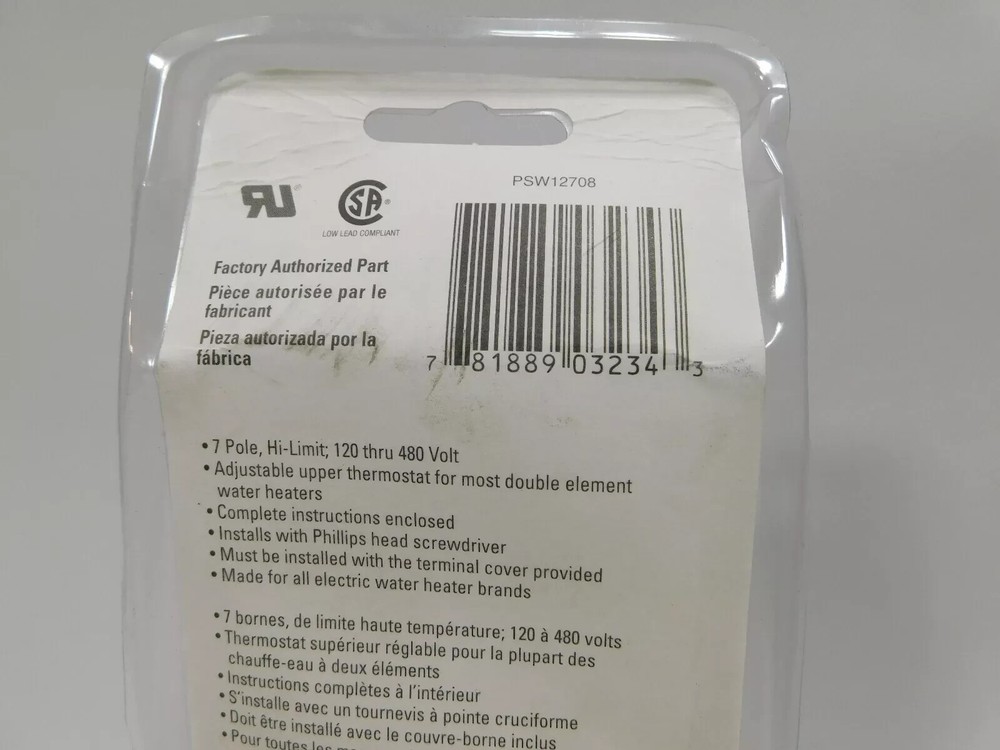 PSW12708
RU
SA
LOW LEAD COMPLIANT
Factory Authorized Part
Pièce autorisée par le
fabricant
Pieza autorizada por la
fábrica
7 81889 03234 3
• 7 Pole, Hi-Limit; 120 thru 480 Volt
• Adjustable upper thermostat for most double element
water heaters
• Complete instructions enclosed
• Installs with Phillips head screwdriver
• Must be installed with the terminal cover provided
• Made for all electric water heater brands
• 7 bornes, de limite haute température; 120 à 480 volts
• Thermostat supérieur réglable pour la plupart des
chauffe-eau à deux éléments
• Instructions complètes à l'intérieur
• S'installe avec un tournevis à pointe cruciforme
• Doit être installé avec le couvre-borne inclus
• Pour toutes les